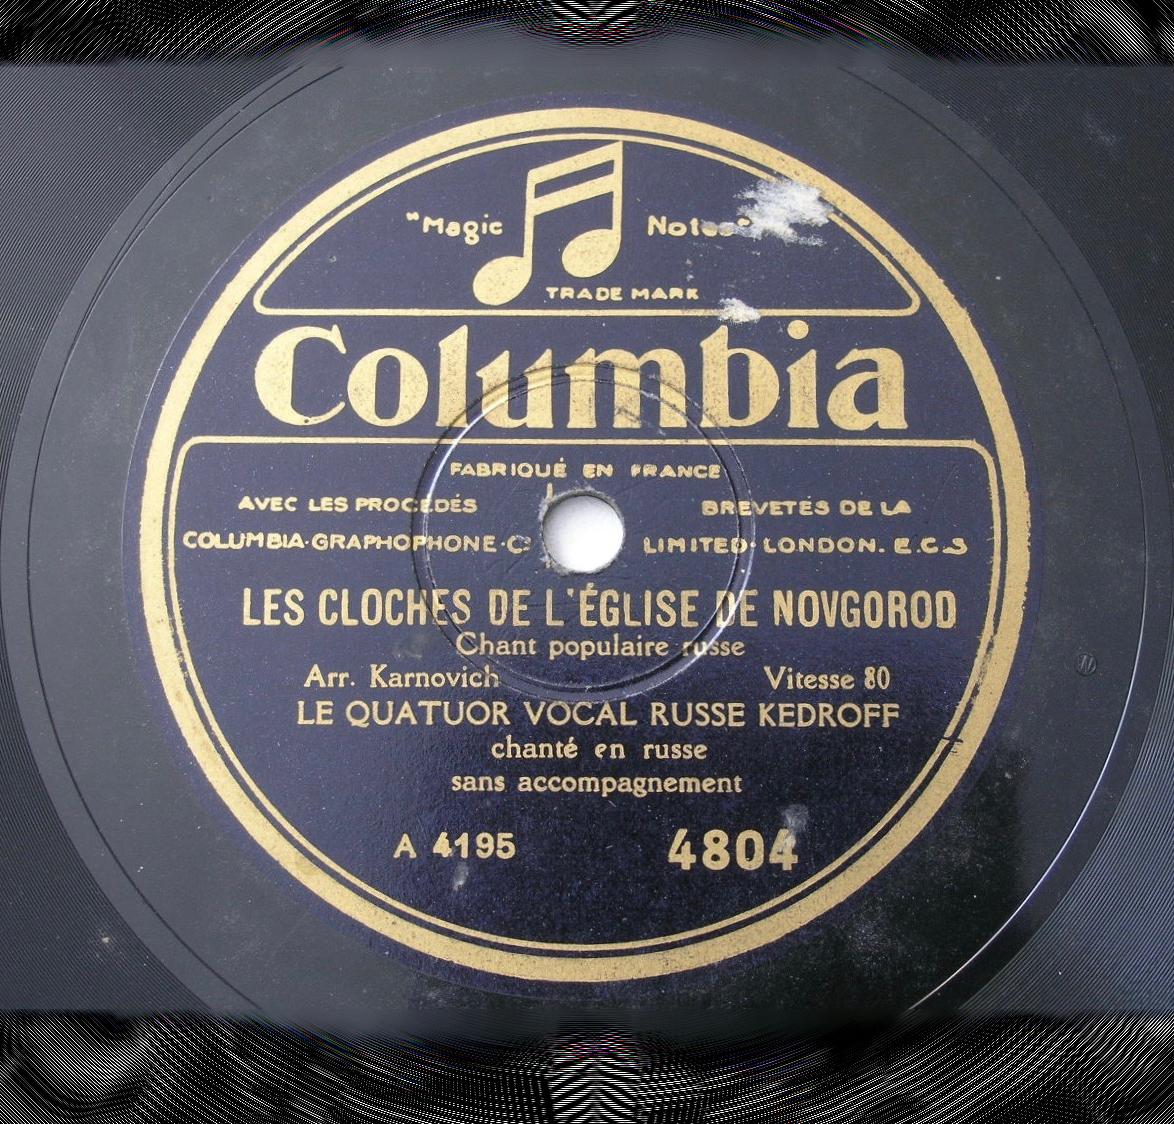 "Magic Notes"
TRADE MARK
Columbia
FABRIQUÉ EN FRANCE
AVEC LES PROCÉDÉS BREVETÉS DE LA
COLUMBIA·GRAPHOPHONE·Cº LIMITED·LONDON. E.C.3
LES CLOCHES DE L'ÉGLISE DE NOVGOROD
Chant populaire russe
Arr. Karnovich Vitesse 80
LE QUATUOR VOCAL RUSSE KEDROFF
chanté en russe
sans accompagnement
A 4195 4804